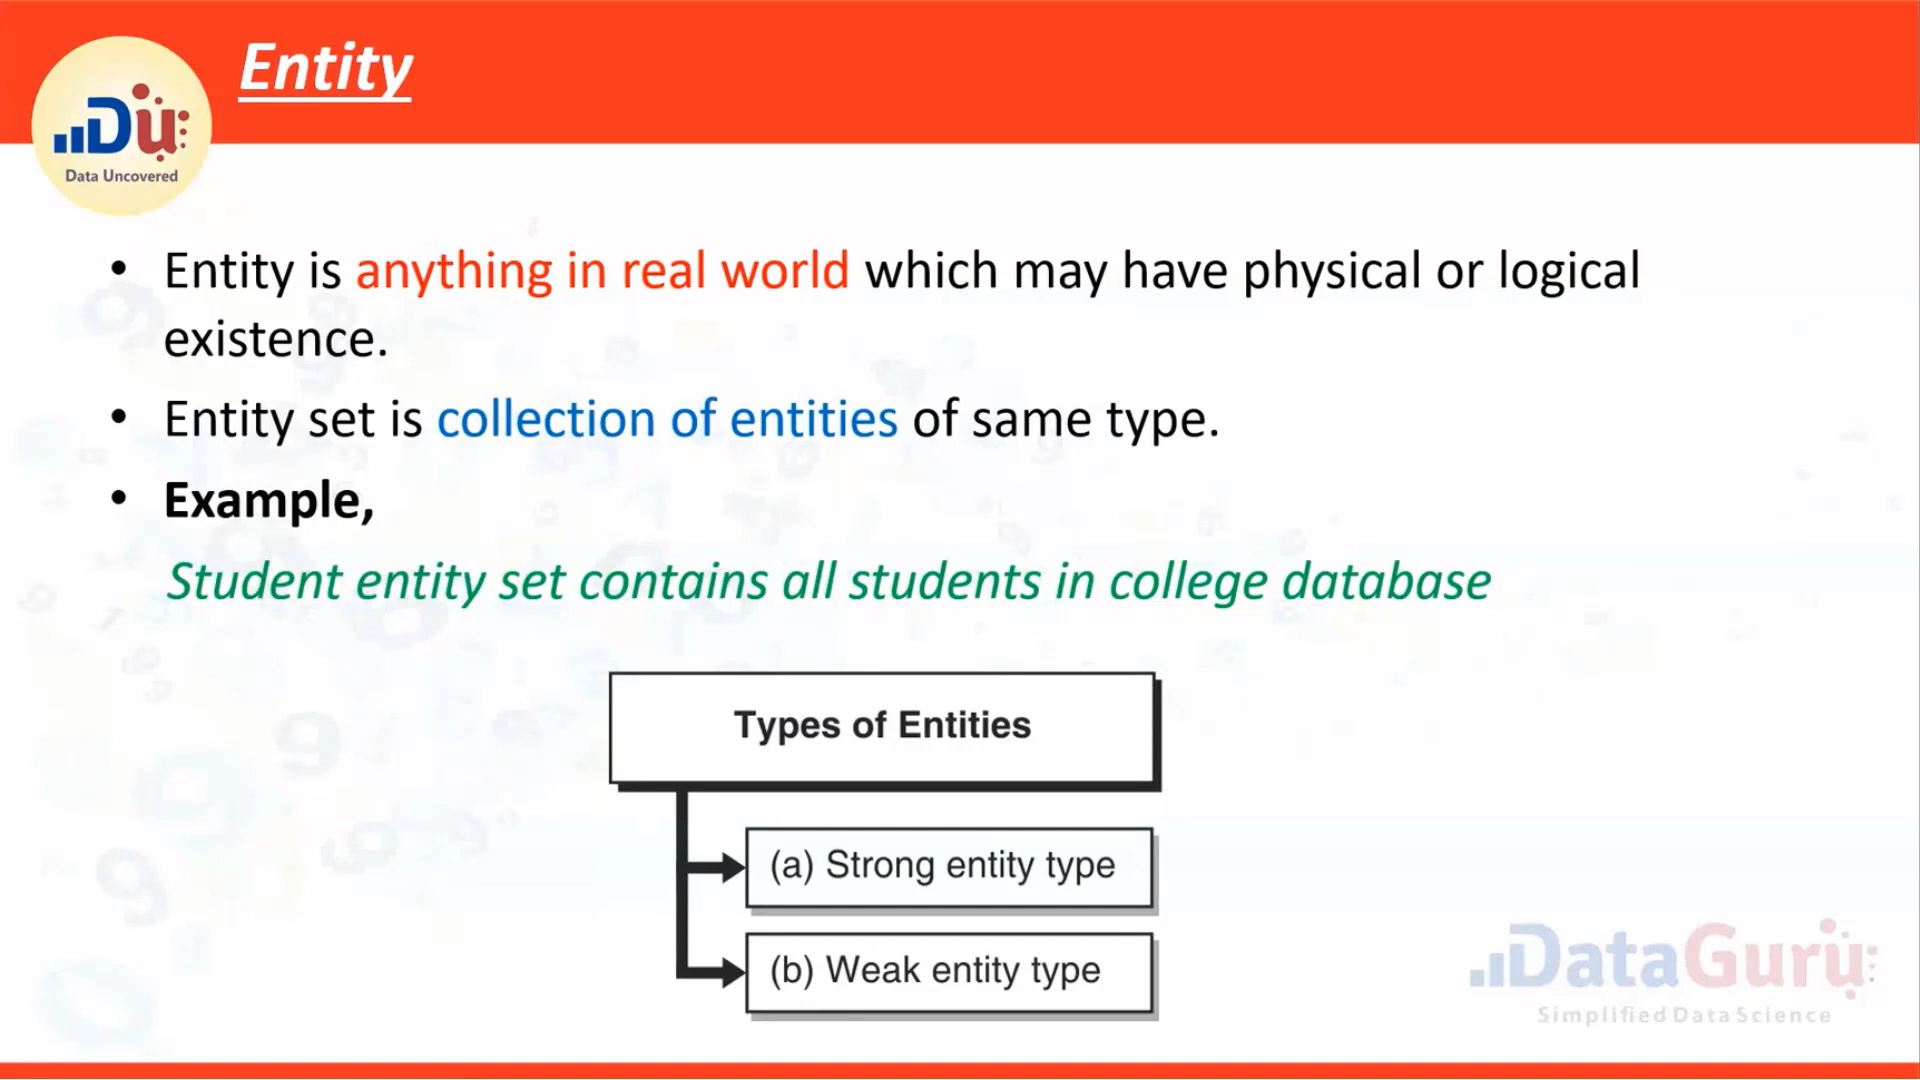 Entity
Du
Data Uncovered
• Entity is anything in real world which may have physical or logical
existence.
• Entity set is collection of entities of same type.
• Example,
Student entity set contains all students in college database
Types of Entities
(a) Strong entity type
(b) Weak entity type
DataGuru
Simplified Data Science